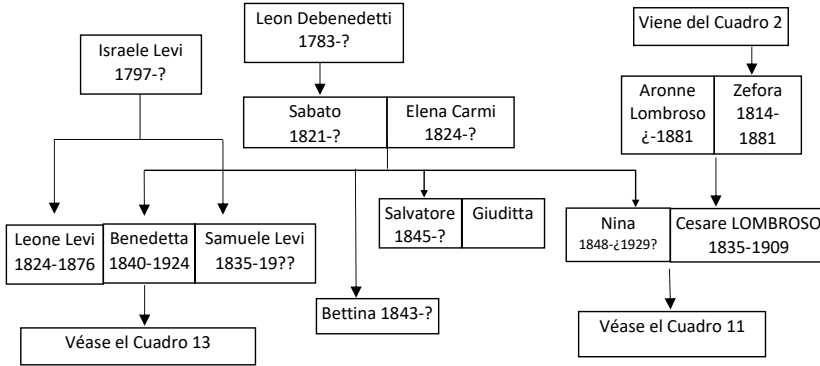 Leon Debenedetti
1783-?
Viene del Cuadro 2
Israele Levi
1797-?
Sabato
1821-?
Elena Carmi
1824-?
Aronne
Lombroso
¿-1881
Zefora
1814-
1881
Leone Levi
1824-1876
Benedetta
1840-1924
Samuele Levi
1835-19??
Salvatore
1845-?
Giuditta
Nina
1848-¿1929?
Cesare LOMBROSO
1835-1909
Bettina 1843-?
Véase el Cuadro 13
Véase el Cuadro 11